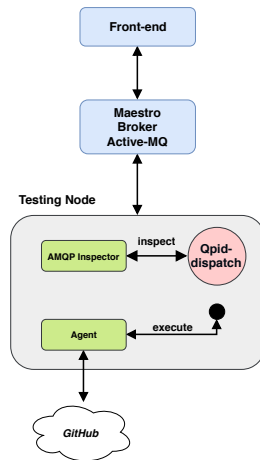 Front-end
Maestro
Broker
Active-MQ
Testing Node
inspect
AMQP Inspector
Qpid-
dispatch
execute
Agent
GitHub